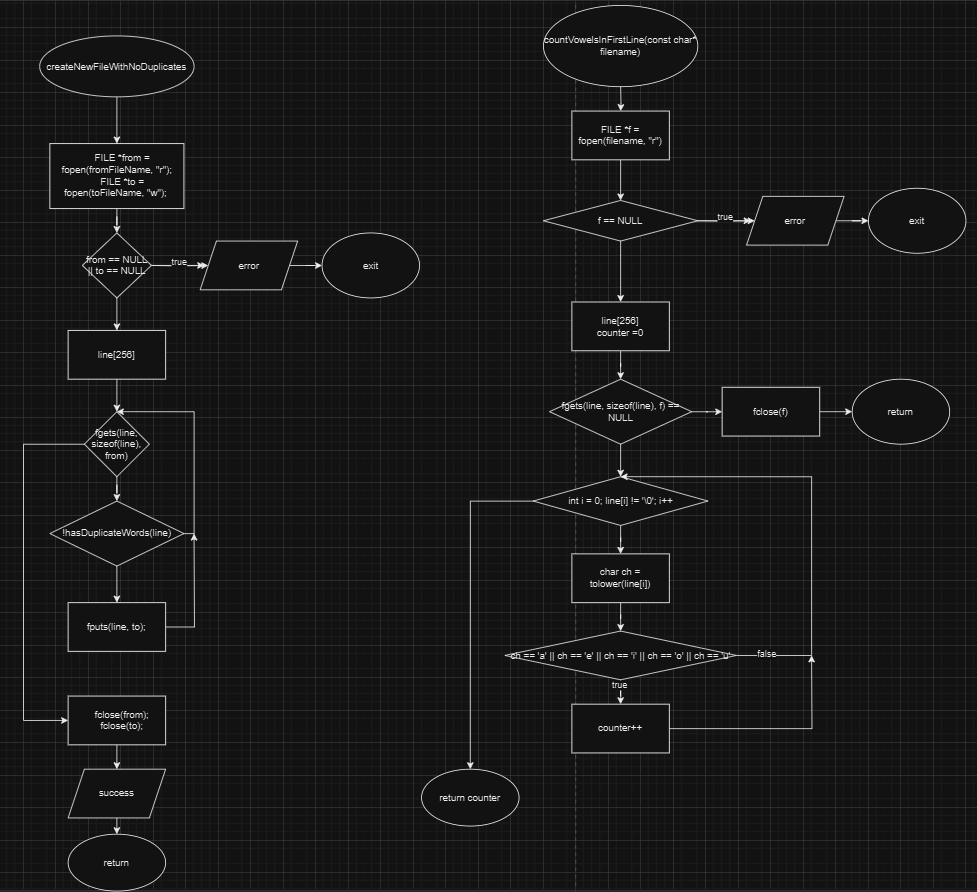 createNewFileWithNoDuplicates
FILE *from =
fopen(fromFileName, "r");
FILE *to =
fopen(toFileName, "w");
from == NULL
|| to == NULL
true
error
exit
line[256]
fgets(line,
sizeof(line),
from)
!hasDuplicateWords(line)
fputs(line, to);
fclose(from);
fclose(to);
success
return
countVowelsInFirstLine(const char*
filename)
FILE *f =
fopen(filename, "r")
f == NULL
true
error
exit
line[256]
counter =0
fgets(line, sizeof(line), f) ==
NULL
fclose(f)
return
int i = 0; line[i] != '\0'; i++
char ch =
tolower(line[i])
ch == 'a' || ch == 'e' || ch == 'i' || ch == 'o' || ch == 'u'
false
true
counter++
return counter